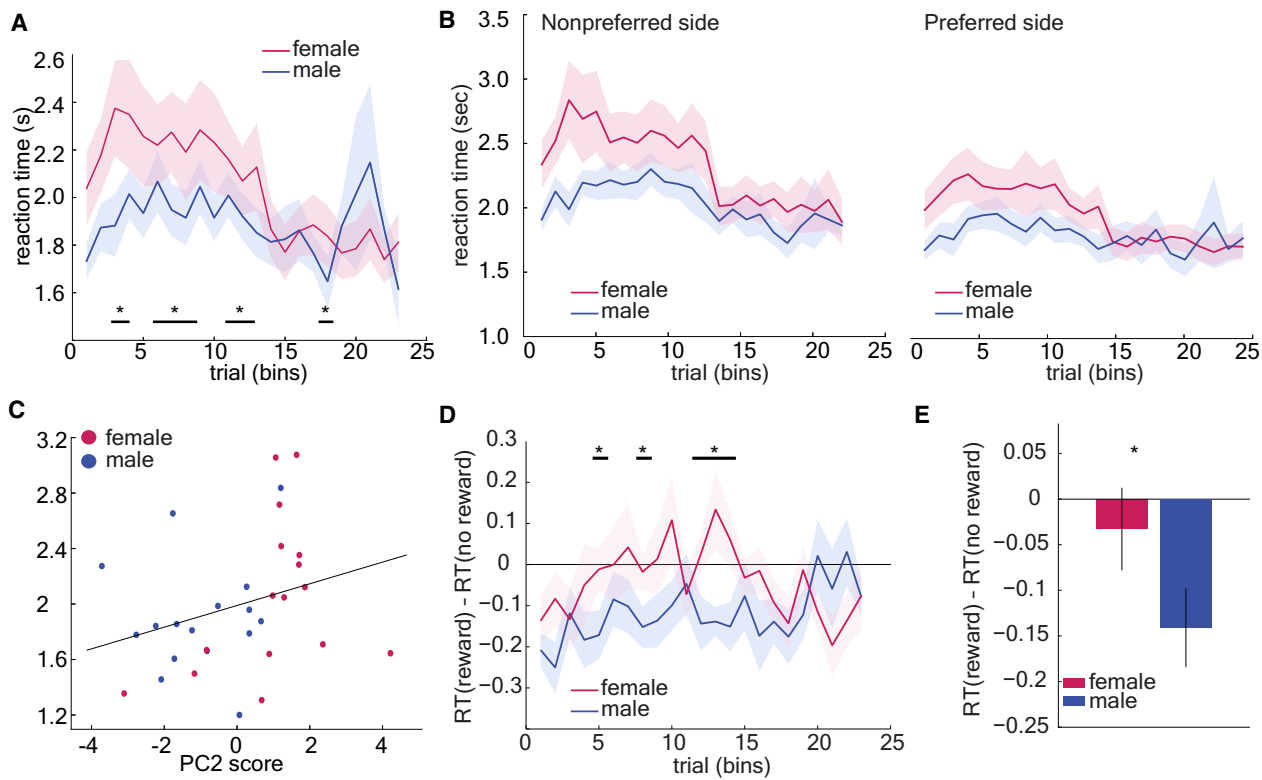 A
female
male
reaction time (s)
2.6
2.4
2.2
2.0
1.8
1.6
* * * *
0 5 10 15 20 25
trial (bins)
B
Nonpreferred side
Preferred side
reaction time (sec)
3.5
3.0
2.5
2.0
1.5
1.0
female
male
0 5 10 15 20 25
trial (bins)
female
male
0 5 10 15 20 25
trial (bins)
C
female
male
3.2
2.8
2.4
2
1.6
1.2
-4 -2 0 2 4
PC2 score
D
RT(reward) - RT(no reward)
0.3
0.2
0.1
0
−0.1
−0.2
−0.3
* * *
female
male
0 5 10 15 20 25
trial (bins)
E
RT(reward) - RT(no reward)
0.05
0
−0.05
−0.1
−0.15
−0.2
−0.25
*
female
male